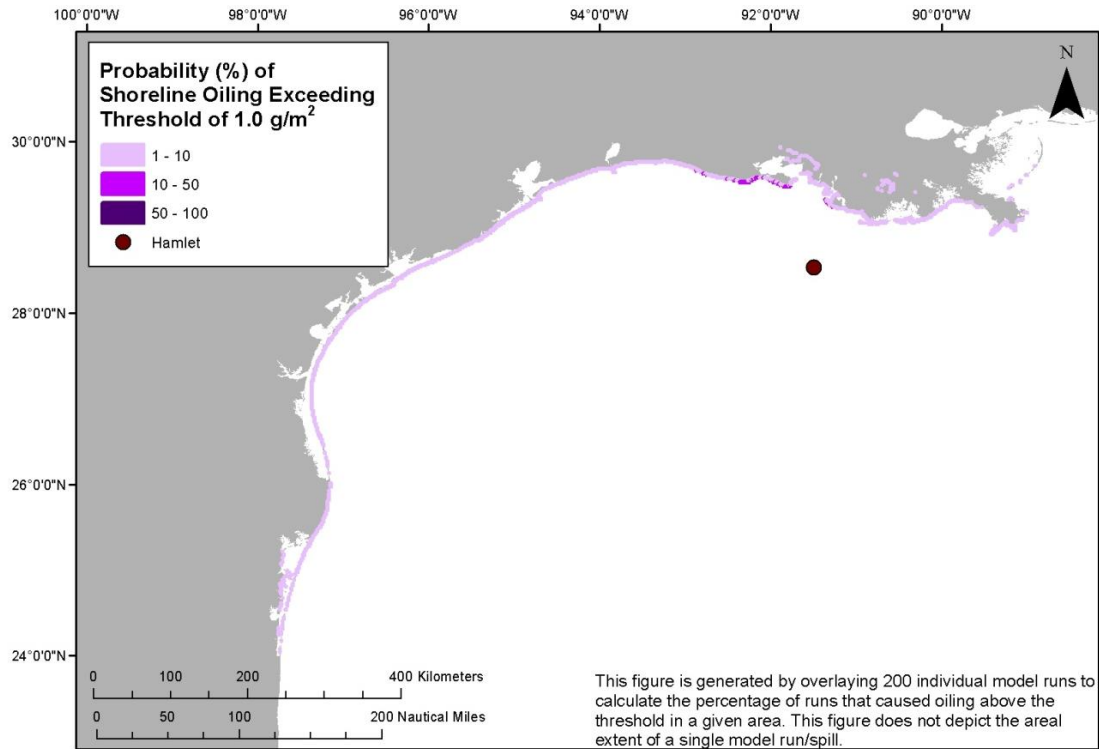 100°0'0"W 98°0'0"W 96°0'0"W 94°0'0"W 92°0'0"W 90°0'0"W
Probability (%) of
Shoreline Oiling Exceeding
Threshold of 1.0 g/m²
1 - 10
10 - 50
50 - 100
Hamlet
N
30°0'0"N
28°0'0"N
26°0'0"N
24°0'0"N
0 100 200 400 Kilometers
0 50 100 200 Nautical Miles
This figure is generated by overlaying 200 individual model runs to
calculate the percentage of runs that caused oiling above the
threshold in a given area. This figure does not depict the areal
extent of a single model run/spill.